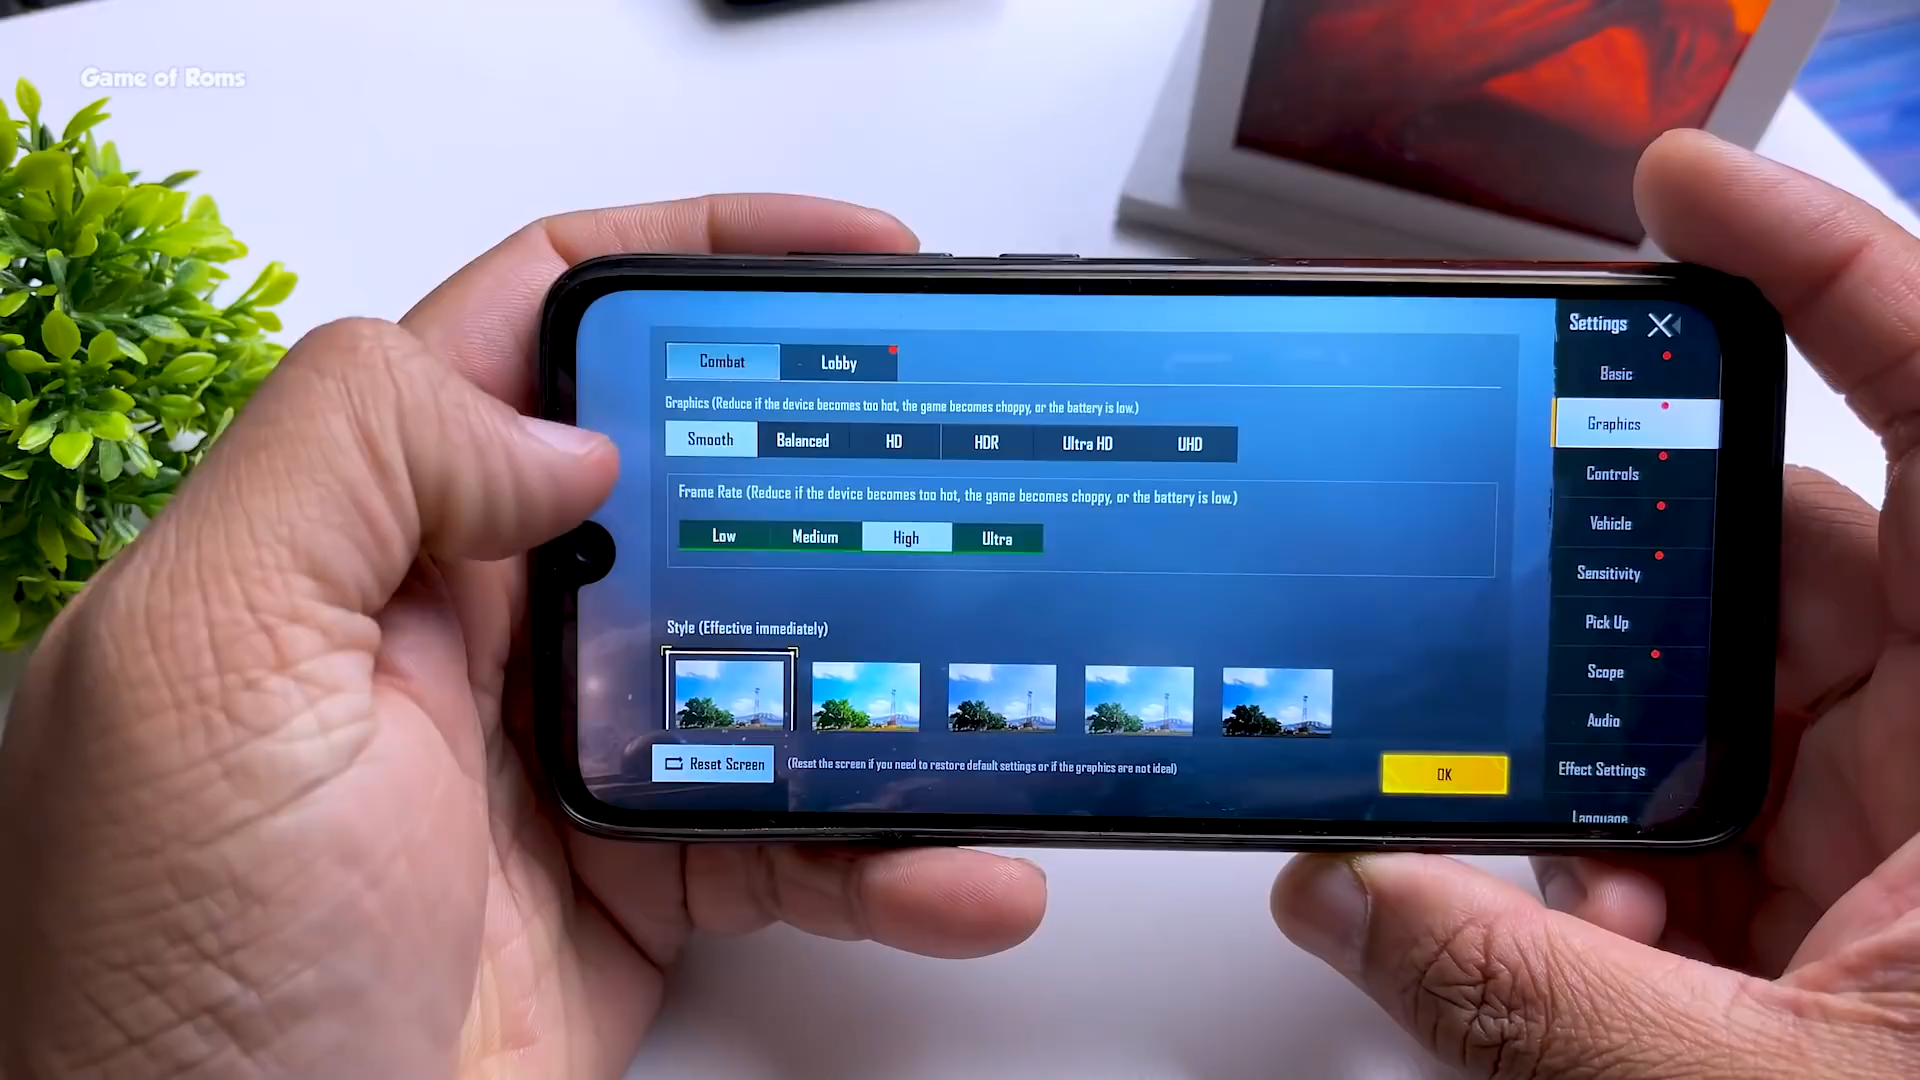 Game of Roms
Settings
Combat
Lobby
Graphics (Reduce if the device becomes too hot, the game becomes choppy, or the battery is low.)
Smooth
Balanced
HD
HDR
Ultra HD
UHD
Frame Rate (Reduce if the device becomes too hot, the game becomes choppy, or the battery is low.)
Low
Medium
High
Ultra
Style (Effective immediately)
Reset Screen
(Reset the screen if you need to restore default settings or if the graphics are not ideal)
OK
Basic
Graphics
Controls
Vehicle
Sensitivity
Pick Up
Scope
Audio
Effect Settings
Language